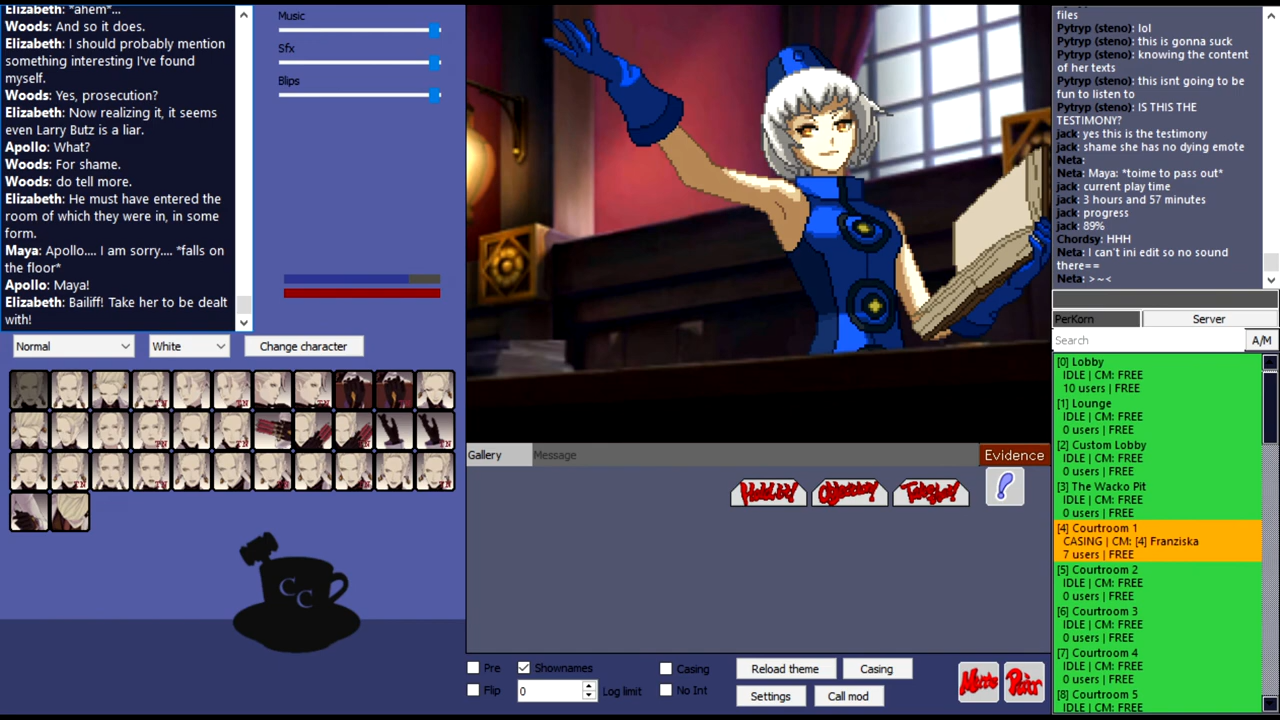 Elizabeth: *ahem*...
Woods: And so it does.
Elizabeth: I should probably mention
something interesting I've found
myself.
Woods: Yes, prosecution?
Elizabeth: Now realizing it, it seems
even Larry Butz is a liar.
Apollo: What?
Woods: For shame.
Woods: do tell more.
Elizabeth: He must have entered the
room of which they were in, in some
form.
Maya: Apollo.... I am sorry.... *falls on
the floor*
Apollo: Maya!
Elizabeth: Bailiff! Take her to be dealt
with!
Music
Sfx
Blips
Normal
White
Change character
CC
Gallery
Message
Evidence
Hold it!
Objection!
Take that!
Pre
Shownames
Casing
Reload theme
Casing
Flip
0
Log limit
No Int
Settings
Call mod
Mute
Pair
files
Pytryp (steno): lol
Pytryp (steno): this is gonna suck
Pytryp (steno): knowing the content
of her texts
Pytryp (steno): this isnt going to be
fun to listen to
Pytryp (steno): IS THIS THE
TESTIMONY?
jack: yes this is the testimony
jack: shame she has no dying emote
Neta:
Neta: Maya: *toime to pass out*
jack: current play time
jack: 3 hours and 57 minutes
jack: progress
jack: 89%
Chordsy: HHH
Neta: I can't ini edit so no sound
there==
Neta: >~<
PerKorn
Server
Search
A/M
[0] Lobby
IDLE | CM: FREE
10 users | FREE
[1] Lounge
IDLE | CM: FREE
0 users | FREE
[2] Custom Lobby
IDLE | CM: FREE
0 users | FREE
[3] The Wacko Pit
IDLE | CM: FREE
0 users | FREE
[4] Courtroom 1
CASING | CM: [4] Franziska
7 users | FREE
[5] Courtroom 2
IDLE | CM: FREE
0 users | FREE
[6] Courtroom 3
IDLE | CM: FREE
0 users | FREE
[7] Courtroom 4
IDLE | CM: FREE
0 users | FREE
[8] Courtroom 5
IDLE | CM: FREE